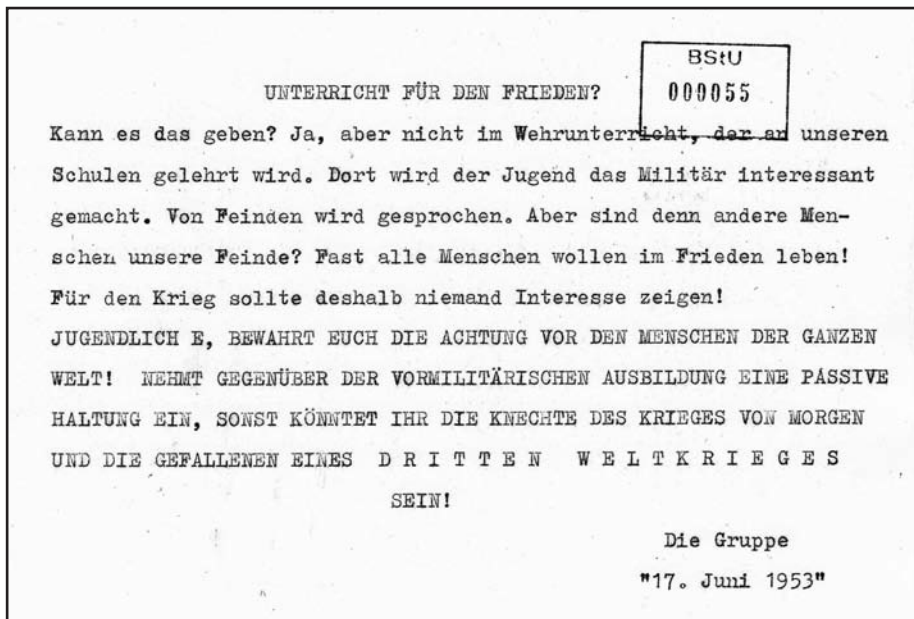 BStU
000055
UNTERRICHT FÜR DEN FRIEDEN?
Kann es das geben? Ja, aber nicht im Wehrunterricht, der an unseren
Schulen gelehrt wird. Dort wird der Jugend das Militär interessant
gemacht. Von Feinden wird gesprochen. Aber sind denn andere Men-
schen unsere Feinde? Fast alle Menschen wollen im Frieden leben!
Für den Krieg sollte deshalb niemand Interesse zeigen!
JUGENDLICH E, BEWAHRT EUCH DIE ACHTUNG VOR DEN MENSCHEN DER GANZEN
WELT! NEHMT GEGENÜBER DER VORMILITÄRISCHEN AUSBILDUNG EINE PASSIVE
HALTUNG EIN, SONST KÖNNTET IHR DIE KNECHTE DES KRIEGES VON MORGEN
UND DIE GEFALLENEN EINES D R I T T E N W E L T K R I E G E S
SEIN!
Die Gruppe
"17. Juni 1953"